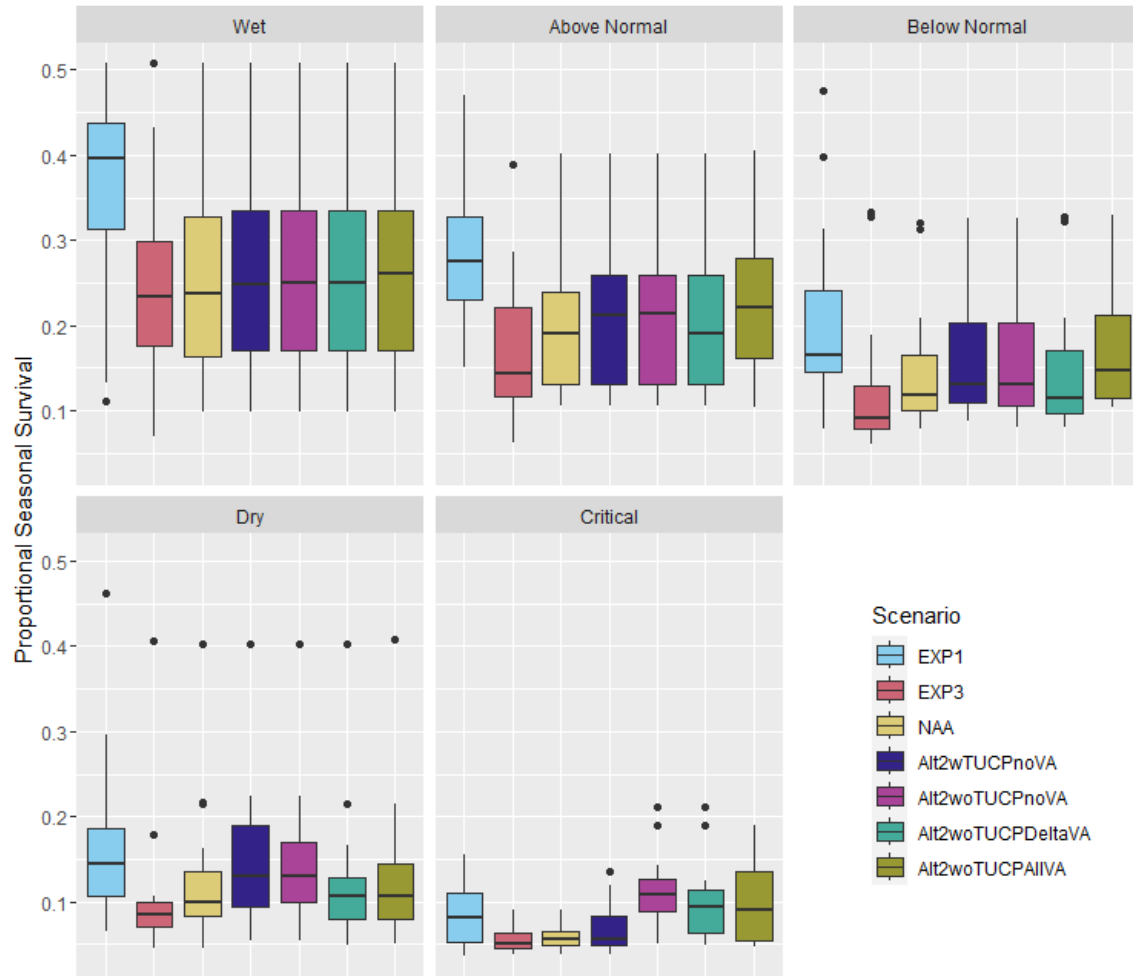 Wet
Above Normal
Below Normal
0.5
0.4
0.3
0.2
0.1
Dry
Critical
0.5
0.4
0.3
0.2
0.1
Proportional Seasonal Survival
Scenario
EXP1
EXP3
NAA
Alt2wTUCPnoVA
Alt2woTUCPnoVA
Alt2woTUCPDeltaVA
Alt2woTUCPAllVA